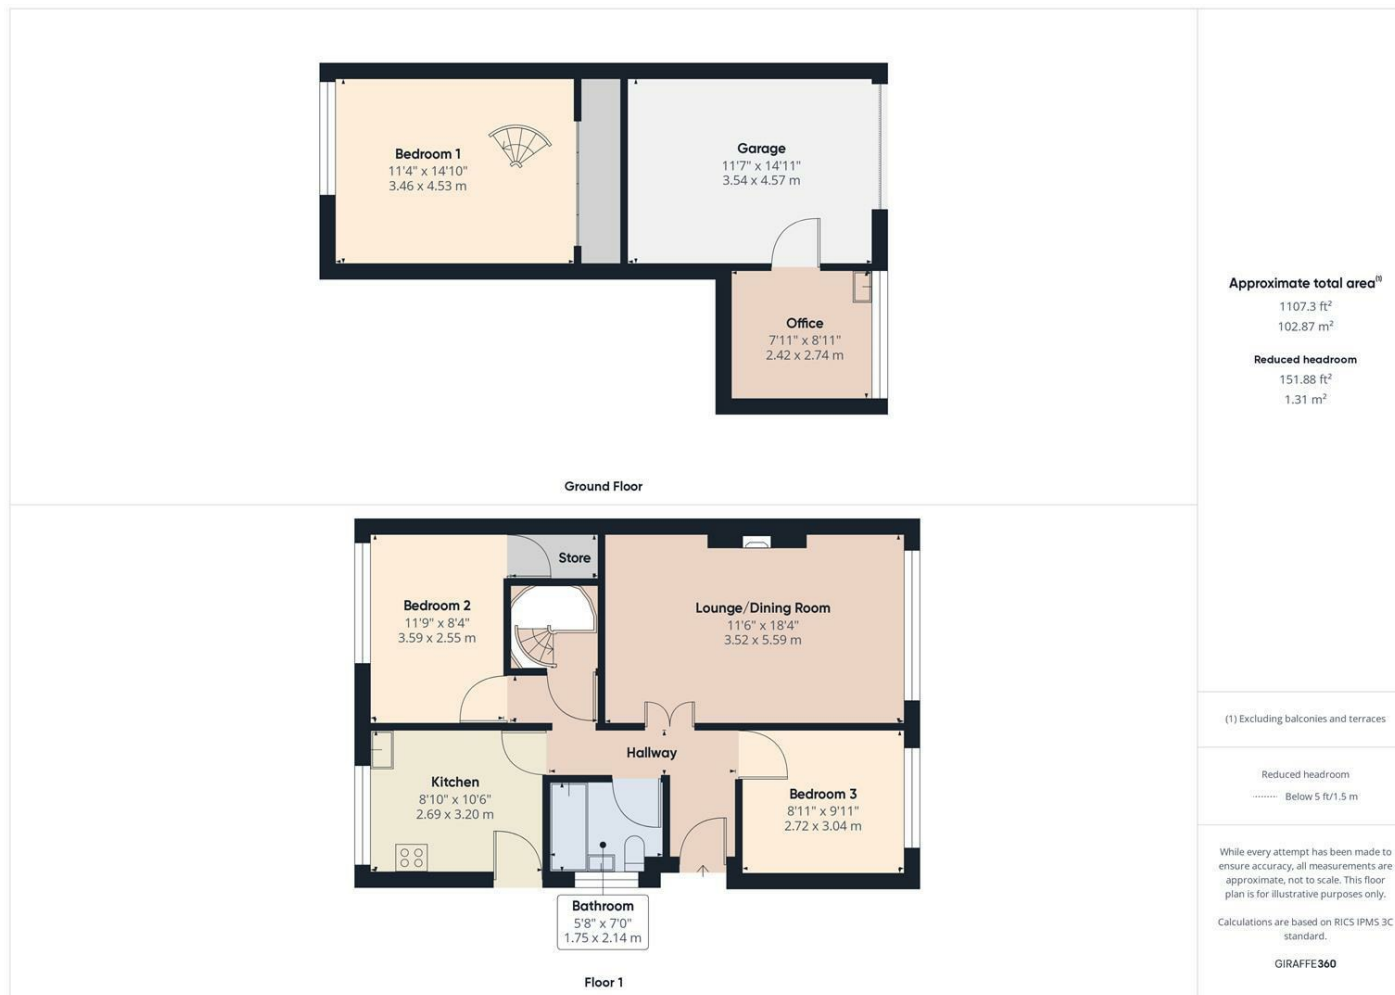 Bedroom 1
11'4" x 14'10"
3.46 x 4.53 m
Garage
11'7" x 14'11"
3.54 x 4.57 m
Office
7'11" x 8'11"
2.42 x 2.74 m
Ground Floor
Store
Bedroom 2
11'9" x 8'4"
3.59 x 2.55 m
Lounge/Dining Room
11'6" x 18'4"
3.52 x 5.59 m
Hallway
Kitchen
8'10" x 10'6"
2.69 x 3.20 m
Bedroom 3
8'11" x 9'11"
2.72 x 3.04 m
Bathroom
5'8" x 7'0"
1.75 x 2.14 m
Floor 1
Approximate total area(1)
1107.3 ft²
102.87 m²
Reduced headroom
151.88 ft²
1.31 m²
(1) Excluding balconies and terraces
Reduced headroom
Below 5 ft/1.5 m
While every attempt has been made to
ensure accuracy, all measurements are
approximate, not to scale. This floor
plan is for illustrative purposes only.
Calculations are based on RICS IPMS 3C
standard.
GIRAFFE360